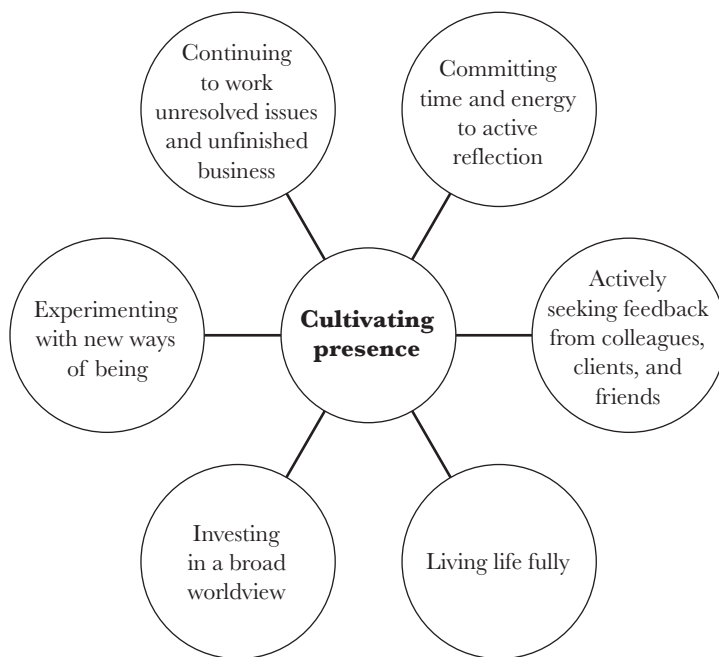 Continuing
to work
unresolved issues
and unfinished
business
Committing
time and energy
to active
reflection
Experimenting
with new ways
of being
Cultivating
presence
Actively
seeking feedback
from colleagues,
clients, and
friends
Investing
in a broad
worldview
Living life fully